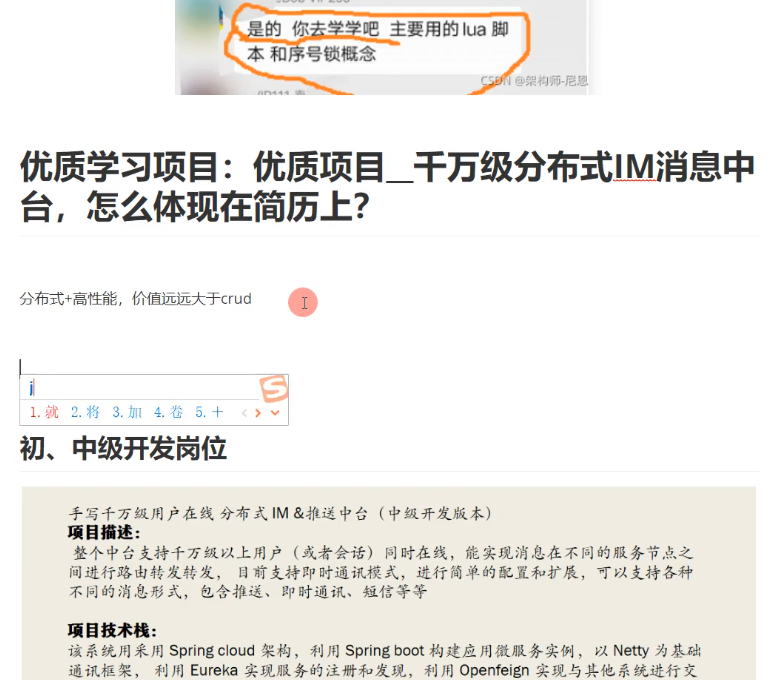 是的 你去学学吧 主要用的lua 脚
本 和序号锁概念
CSDN @架构师-尼恩
优质学习项目：优质项目__千万级分布式IM消息中
台，怎么体现在简历上？
分布式+高性能，价值远远大于crud
j
1.就 2.将 3.加 4.卷 5.十
初、中级开发岗位
手写千万级用户在线 分布式 IM &推送中台（中级开发版本）
项目描述：
整个中台支持千万级以上用户（或者会话）同时在线，能实现消息在不同的服务节点之
间进行路由转发转发， 目前支持即时通讯模式，进行简单的配置和扩展，可以支持各种
不同的消息形式，包含推送、即时通讯、短信等等
项目技术栈：
该系统用采用 Spring cloud 架构，利用 Spring boot 构建应用微服务实例，以 Netty 为基础
通讯框架， 利用 Eureka 实现服务的注册和发现，利用 Openfeign 实现与其他系统进行交